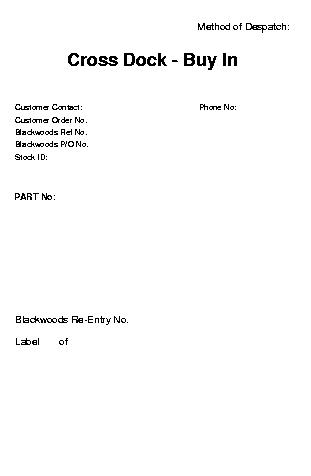 Method of Despatch:
Cross Dock - Buy In
Customer Contact: Phone No:
Customer Order No.
Blackwoods Ref No.
Blackwoods P/O No.
Stock ID:
PART No:
Blackwoods Re-Entry No.
Label of